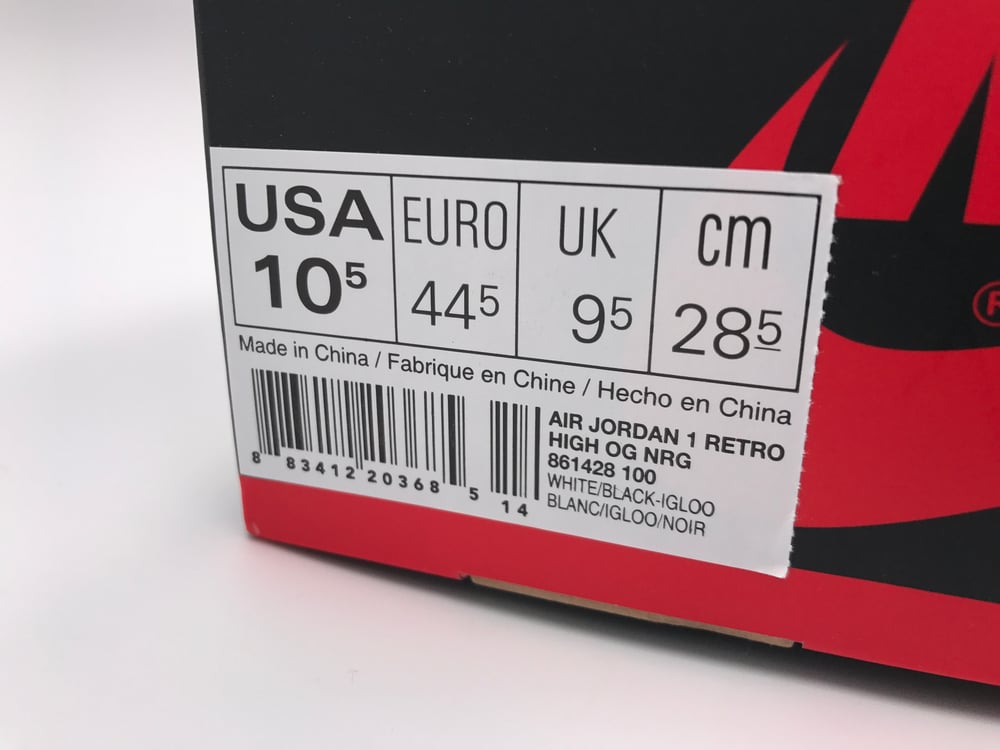 USA EURO UK cm
10⁵ 44⁵ 9⁵ 28⁵
Made in China / Fabrique en Chine / Hecho en China
AIR JORDAN 1 RETRO
HIGH OG NRG
861428 100
WHITE/BLACK-IGLOO
BLANC/IGLOO/NOIR
8 83412 20368 5 14
®